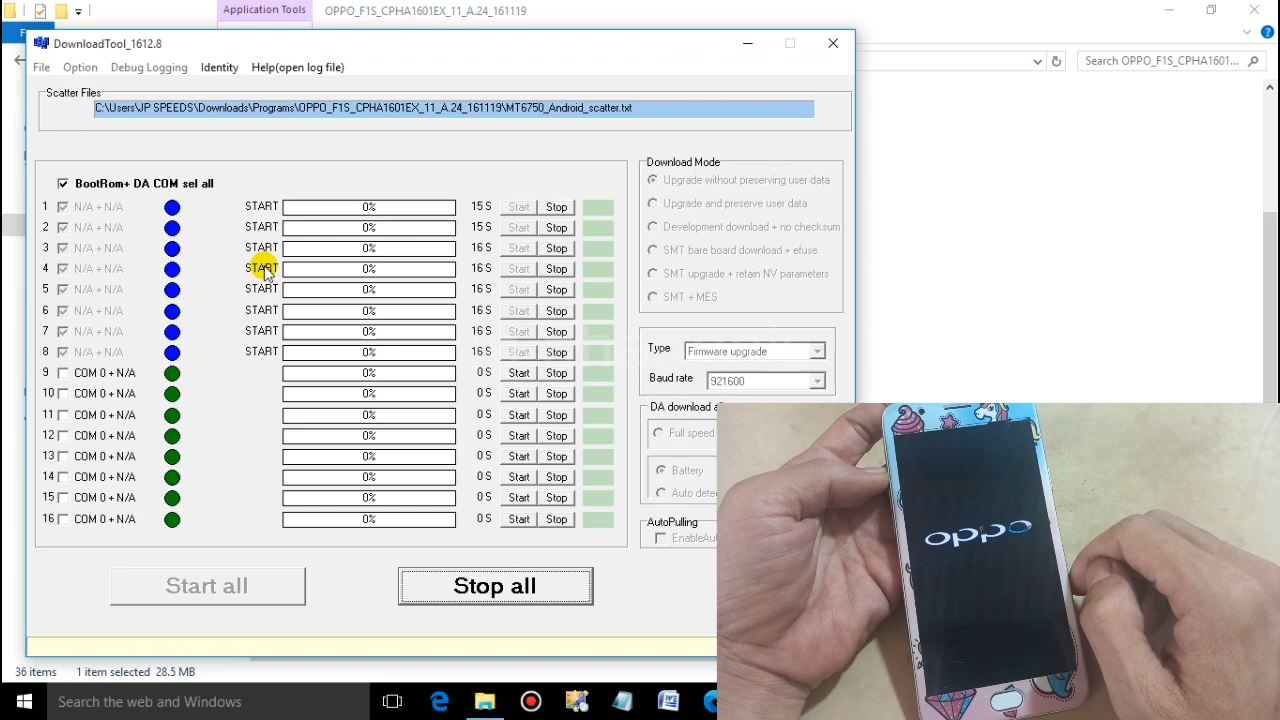 Application Tools
OPPO_F1S_CPHA1601EX_11_A.24_161119
DownloadTool_1612.8
File Option Debug Logging Identity Help(open log file)
Search OPPO_F1S_CPHA1601...
Scatter Files
C:\Users\JP SPEEDS\Downloads\Programs\OPPO_F1S_CPHA1601EX_11_A.24_161119\MT6750_Android_scatter.txt
BootRom+ DA COM sel all
1 N/A + N/A START 0% 15 S Start Stop
2 N/A + N/A START 0% 15 S Start Stop
3 N/A + N/A START 0% 16 S Start Stop
4 N/A + N/A START 0% 16 S Start Stop
5 N/A + N/A START 0% 16 S Start Stop
6 N/A + N/A START 0% 16 S Start Stop
7 N/A + N/A START 0% 16 S Start Stop
8 N/A + N/A START 0% 16 S Start Stop
9 COM 0 + N/A 0% 0 S Start Stop
10 COM 0 + N/A 0% 0 S Start Stop
11 COM 0 + N/A 0% 0 S Start Stop
12 COM 0 + N/A 0% 0 S Start Stop
13 COM 0 + N/A 0% 0 S Start Stop
14 COM 0 + N/A 0% 0 S Start Stop
15 COM 0 + N/A 0% 0 S Start Stop
16 COM 0 + N/A 0% 0 S Start Stop
Start all Stop all
Download Mode
Upgrade without preserving user data
Upgrade and preserve user data
Development download + no checksum
SMT bare board download + efuse
SMT upgrade + retain NV parameters
SMT + MES
Type Firmware upgrade
Baud rate 921600
DA download a
Full speed
Battery
Auto dete
AutoPulling
EnableAut
oppo
36 items 1 item selected 28.5 MB
Search the web and Windows